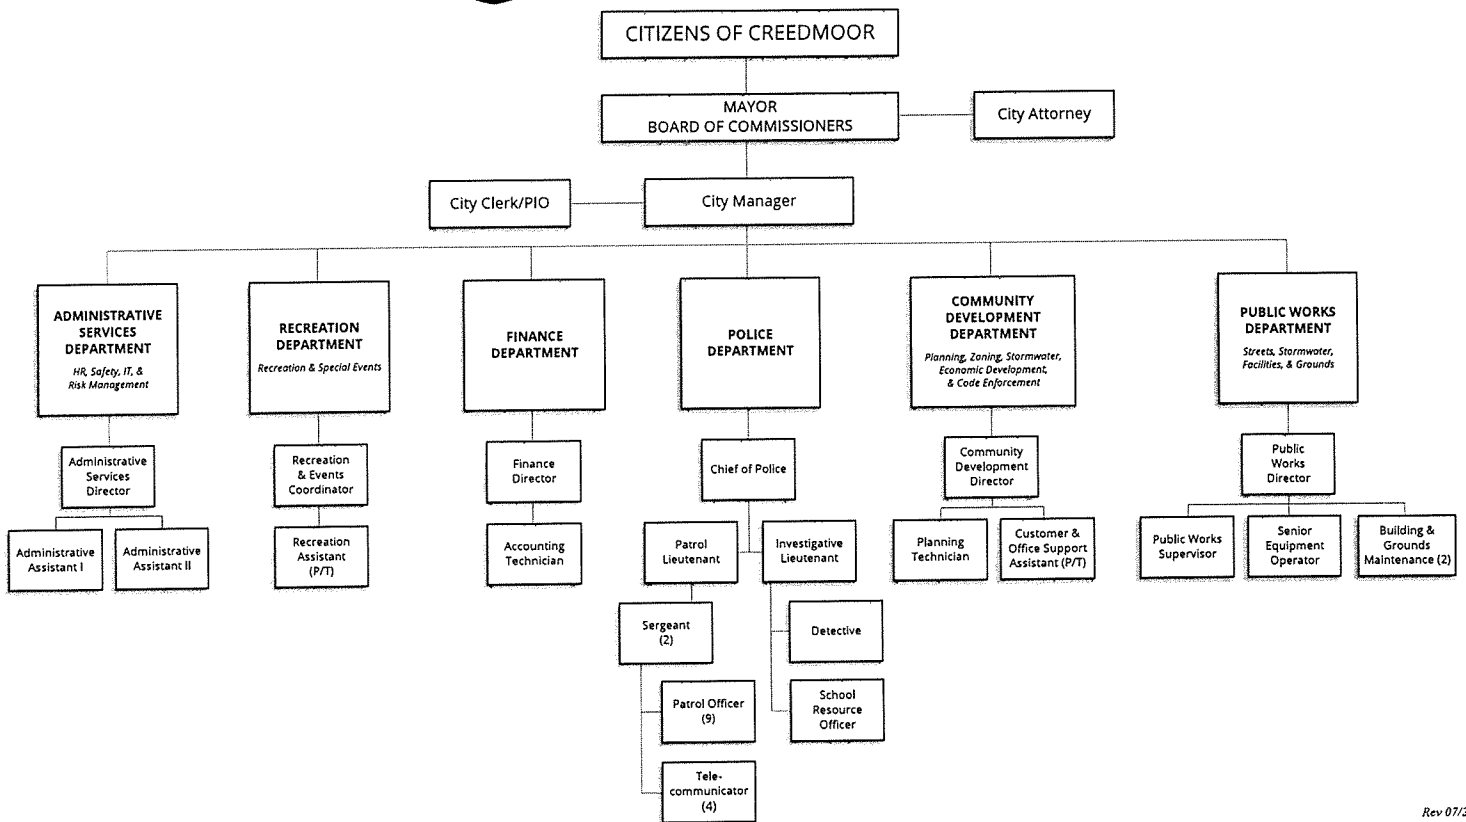 CITIZENS OF CREEDMOOR
MAYOR
BOARD OF COMMISSIONERS
City Attorney
City Clerk/PIO
City Manager
ADMINISTRATIVE
SERVICES
DEPARTMENT
HR, Safety, IT, &
Risk Management
RECREATION
DEPARTMENT
Recreation & Special Events
FINANCE
DEPARTMENT
POLICE
DEPARTMENT
COMMUNITY
DEVELOPMENT
DEPARTMENT
Planning, Zoning, Stormwater,
Economic Development,
& Code Enforcement
PUBLIC WORKS
DEPARTMENT
Streets, Stormwater,
Facilities, & Grounds
Administrative
Services
Director
Recreation
& Events
Coordinator
Finance
Director
Chief of Police
Community
Development
Director
Public
Works
Director
Administrative
Assistant I
Administrative
Assistant II
Recreation
Assistant
(P/T)
Accounting
Technician
Patrol
Lieutenant
Investigative
Lieutenant
Planning
Technician
Customer &
Office Support
Assistant (P/T)
Public Works
Supervisor
Senior
Equipment
Operator
Building &
Grounds
Maintenance (2)
Sergeant
(2)
Detective
Patrol Officer
(9)
School
Resource
Officer
Tele-
communicator
(4)
Rev